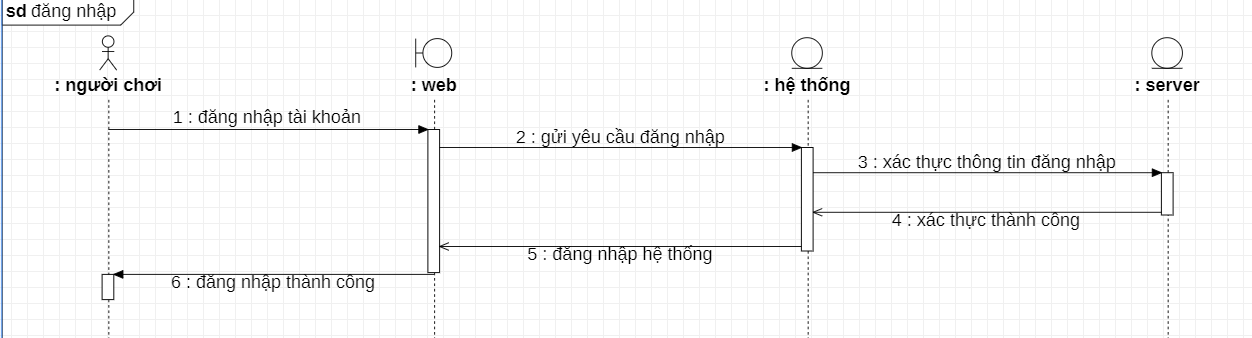 sd đăng nhập
: người chơi
: web
: hệ thống
: server
1 : đăng nhập tài khoản
2 : gửi yêu cầu đăng nhập
3 : xác thực thông tin đăng nhập
4 : xác thực thành công
5 : đăng nhập hệ thống
6 : đăng nhập thành công